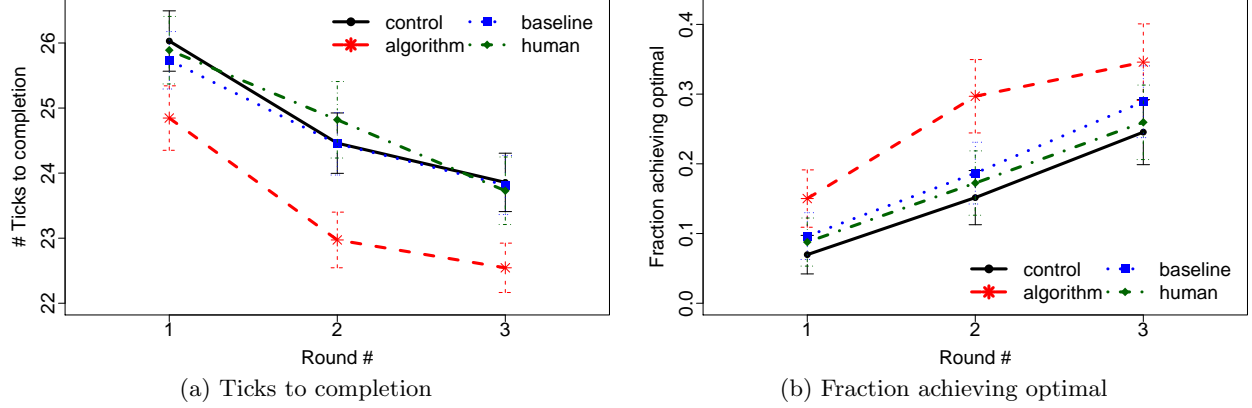 # Ticks to completion
22 23 24 25 26
control baseline
algorithm human
1 2 3
Round #
(a) Ticks to completion
Fraction achieving optimal
0.0 0.1 0.2 0.3 0.4
control baseline
algorithm human
1 2 3
Round #
(b) Fraction achieving optimal